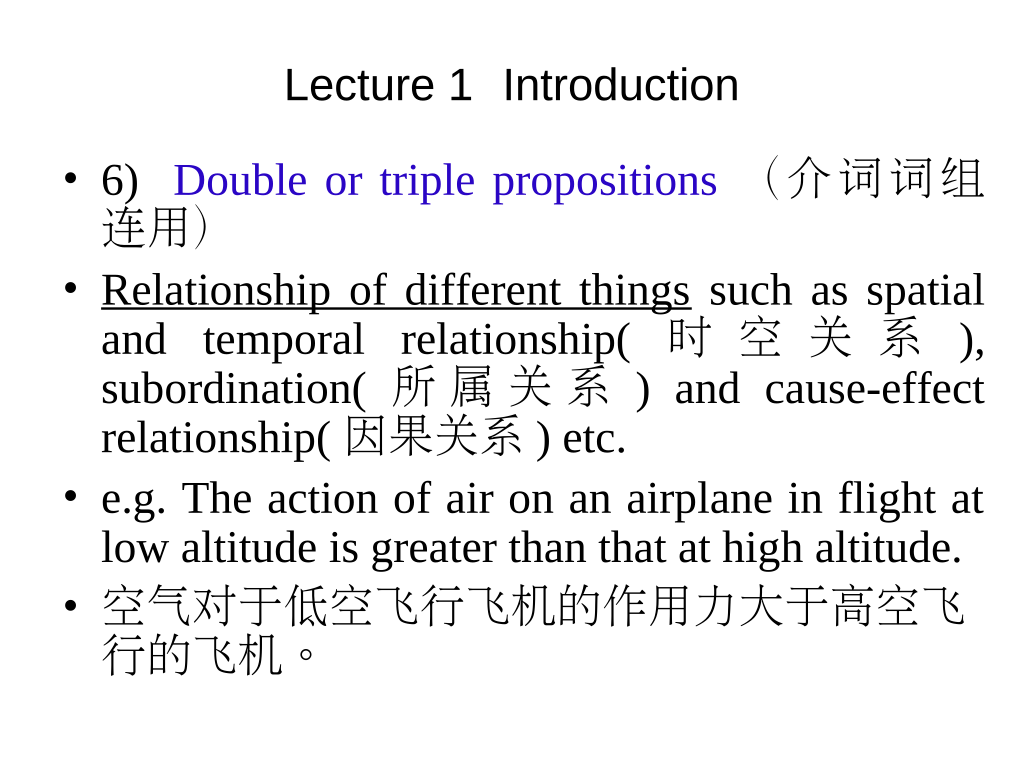 Lecture 1 Introduction
• 6) Double or triple propositions （介词词组
连用）
• Relationship of different things such as spatial
and temporal relationship( 时空关系 ),
subordination( 所属关系 ) and cause-effect
relationship( 因果关系 ) etc.
• e.g. The action of air on an airplane in flight at
low altitude is greater than that at high altitude.
• 空气对于低空飞行飞机的作用力大于高空飞
行的飞机。